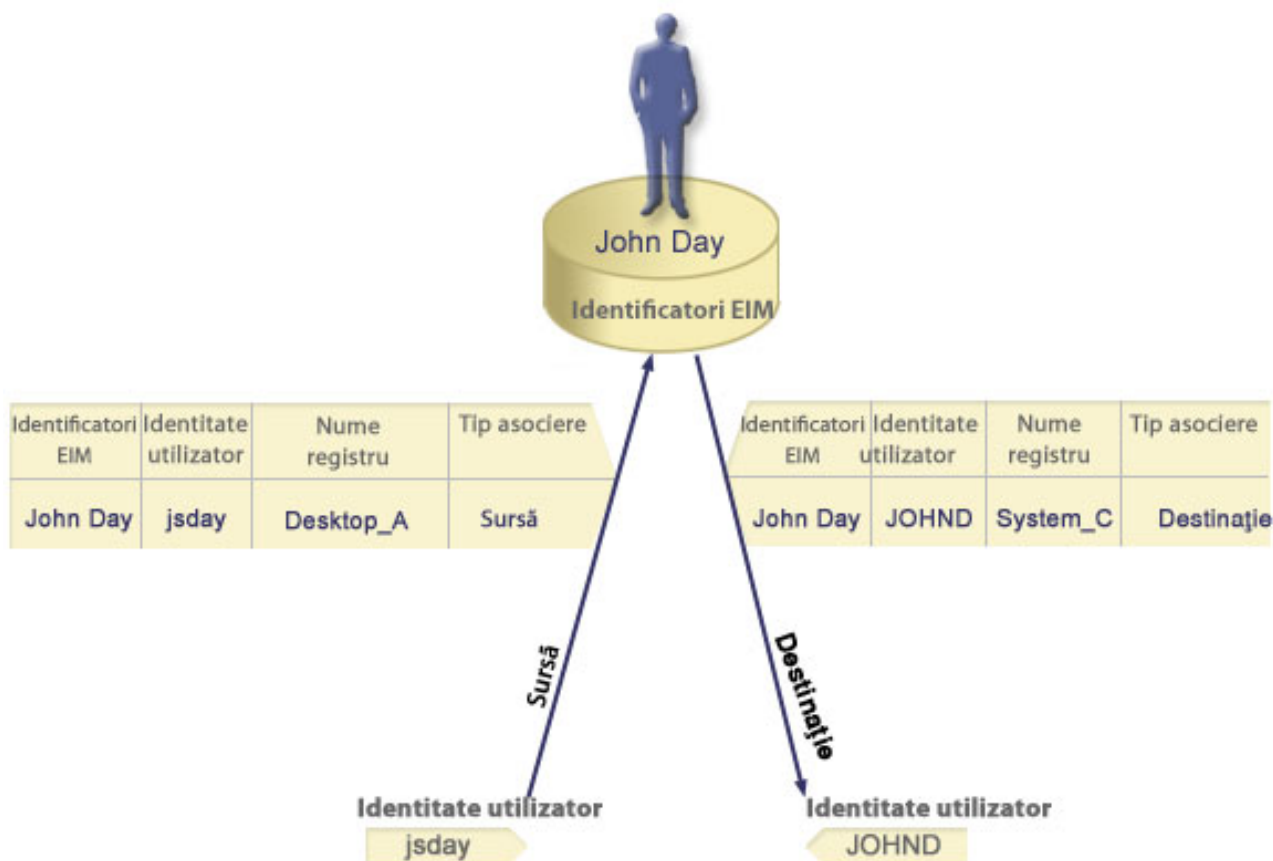 John Day
Identificatori EIM
Identificatori EIM
Identitate utilizator
Nume registru
Tip asociere
John Day
jsday
Desktop_A
Sursă
Identificatori EIM
Identitate utilizator
Nume registru
Tip asociere
John Day
JOHND
System_C
Destinaţie
Sursă
Destinaţie
Identitate utilizator
jsday
Identitate utilizator
JOHND